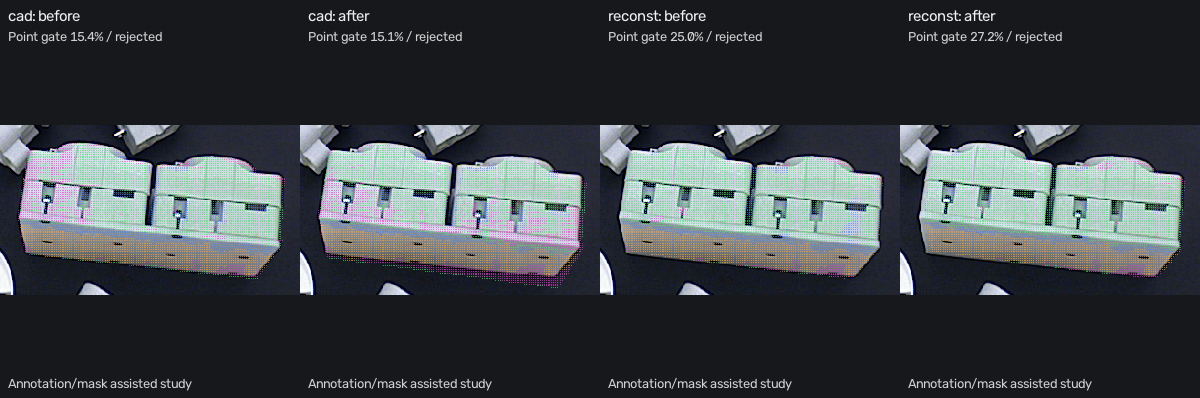 cad: before
Point gate 15.4% / rejected
cad: after
Point gate 15.1% / rejected
reconst: before
Point gate 25.0% / rejected
reconst: after
Point gate 27.2% / rejected
Annotation/mask assisted study
Annotation/mask assisted study
Annotation/mask assisted study
Annotation/mask assisted study